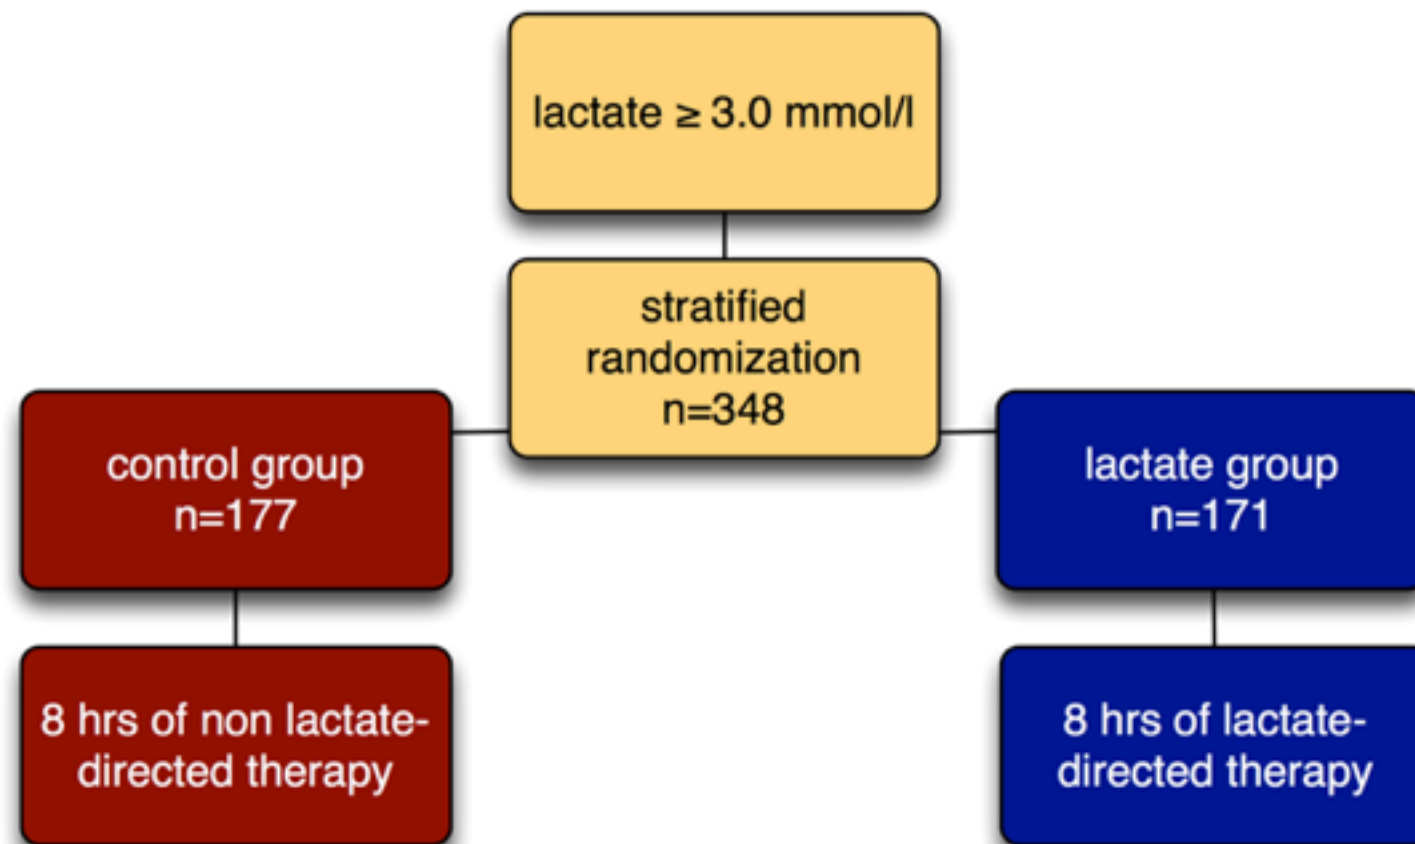 lactate ≥ 3.0 mmol/l
stratified
randomization
n=348
control group
n=177
lactate group
n=171
8 hrs of non lactate-
directed therapy
8 hrs of lactate-
directed therapy